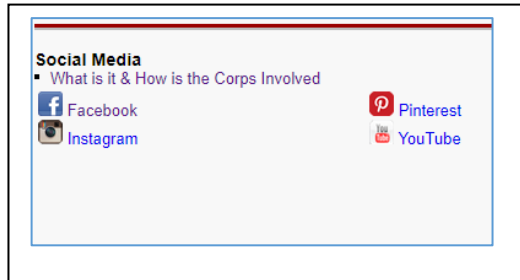 Social Media
What is it & How is the Corps Involved
Facebook Pinterest
Instagram YouTube